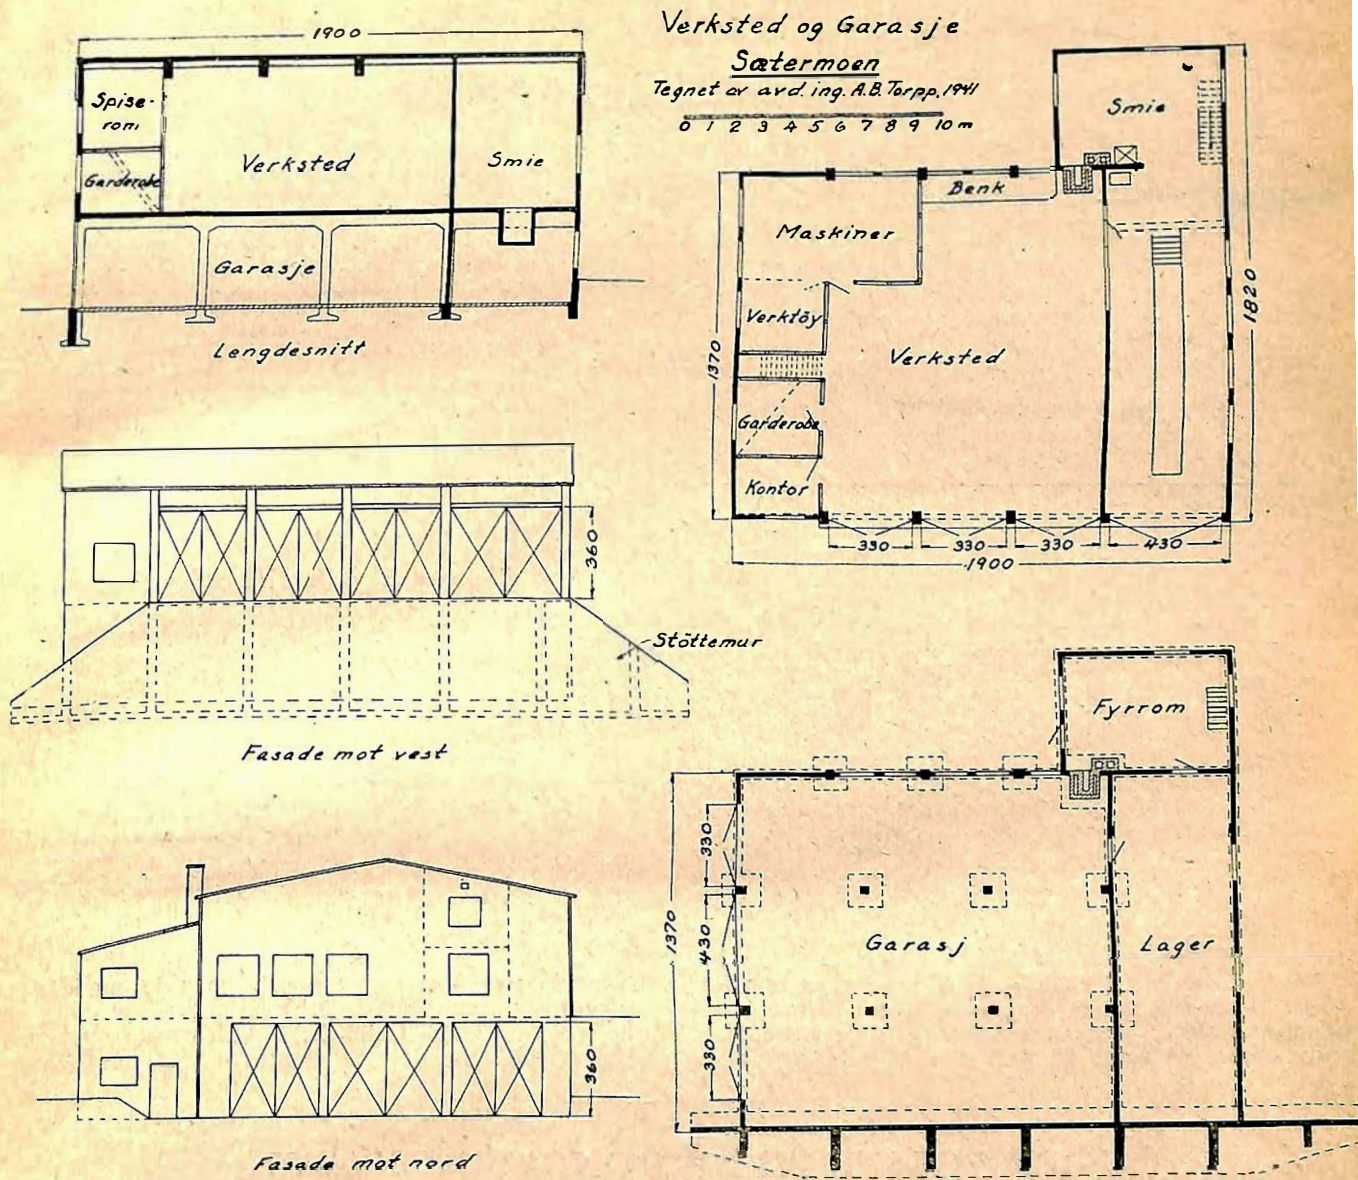 Verksted og Garasje
Sætermoen
Tegnet av avd. ing. A.B. Torpp, 1941
0 1 2 3 4 5 6 7 8 9 10 m
1900
Spise-
rom
Garderobe
Verksted
Smie
Garasje
Lengdesnitt
Smie
Benk
Maskiner
Verktöy
Verksted
Garderobe
Kontor
1370
1820
330
330
330
430
1900
360
Stöttemur
Fasade mot vest
Fyrrom
330
430
330
1370
Garasj
Lager
360
Fasade mot nord